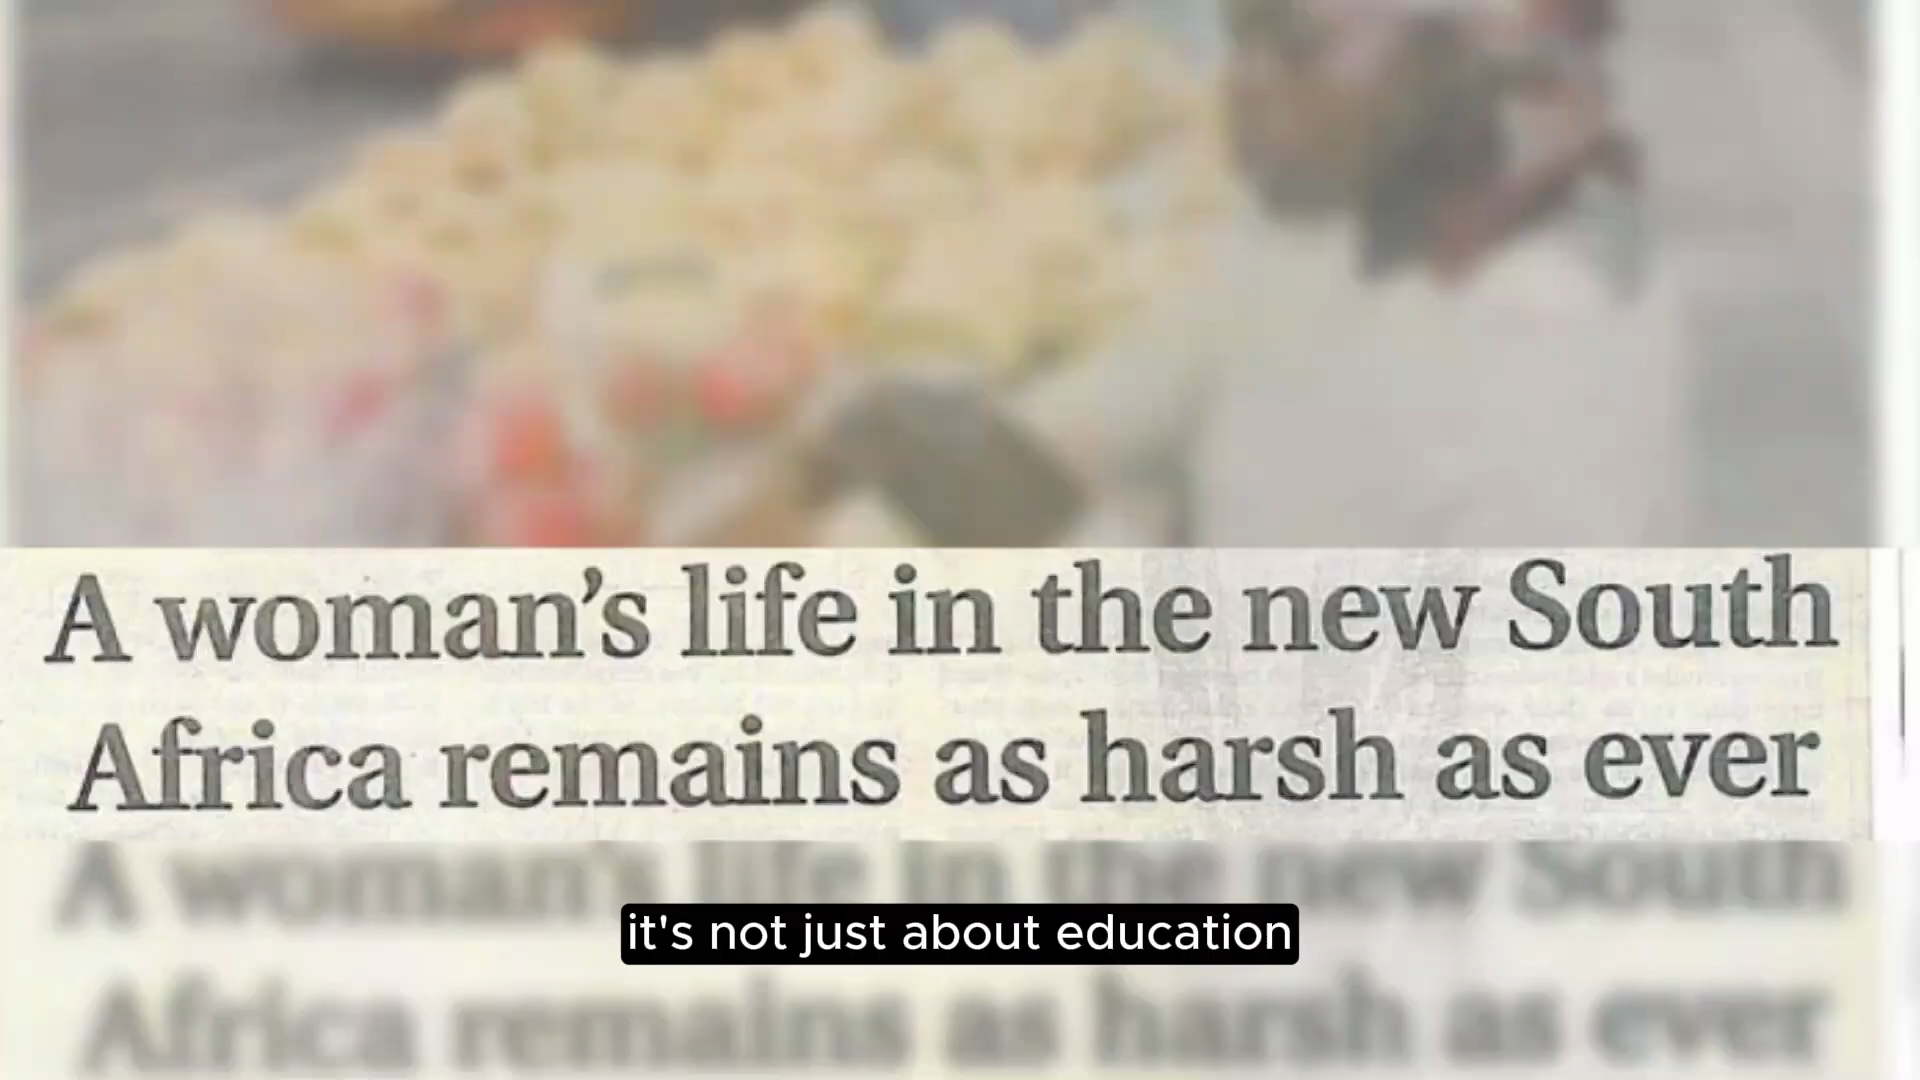 A woman's life in the new South
Africa remains as harsh as ever
A woman's life in the new South
Africa remains as harsh as ever
it's not just about education